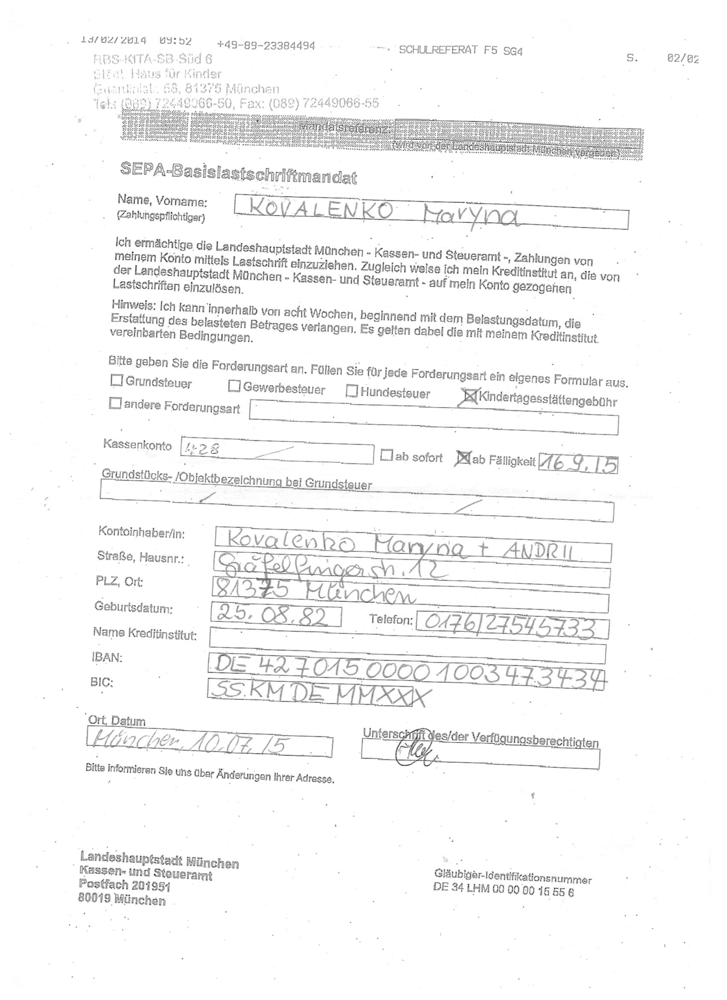 13/02/2014 09:52 +49-89-23384494 SCHULREFERAT F5 SG4 S. 02/02
RBS-KITA-SB-Süd 6
Städt. Haus für Kinder
Guardinistr. 68, 81375 München
Tel.: (089) 72449066-50, Fax: (089) 72449066-55
Mandatsreferenz:
(wird von der Landeshauptstadt München vergeben)
SEPA-Basislastschriftmandat
Name, Vorname: KOVALENKO Maryna
(Zahlungspflichtiger)
Ich ermächtige die Landeshauptstadt München - Kassen- und Steueramt -, Zahlungen von
meinem Konto mittels Lastschrift einzuziehen. Zugleich weise ich mein Kreditinstitut an, die von
der Landeshauptstadt München - Kassen- und Steueramt - auf mein Konto gezogenen
Lastschriften einzulösen.
Hinweis: Ich kann innerhalb von acht Wochen, beginnend mit dem Belastungsdatum, die
Erstattung des belasteten Betrages verlangen. Es gelten dabei die mit meinem Kreditinstitut
vereinbarten Bedingungen.
Bitte geben Sie die Forderungsart an. Füllen Sie für jede Forderungsart ein eigenes Formular aus.
Grundsteuer Gewerbesteuer Hundesteuer Kindertagesstättengebühr
andere Forderungsart
Kassenkonto 428 ab sofort ab Fälligkeit 16 9.15
Grundstücks- /Objektbezeichnung bei Grundsteuer
Kontoinhaber/in: Kovalenko Maryna + ANDRII
Straße, Hausnr.: Gräfelfingerstr. 12
PLZ, Ort: 81375 München
Geburtsdatum: 25.08.82 Telefon: 0176/27545733
Name Kreditinstitut:
IBAN: DE 42 7015 0000 1003 4734 34
BIC: SSKM DE MMXXX
Ort, Datum
München, 10.07.15
Unterschrift des/der Verfügungsberechtigten
Bitte informieren Sie uns über Änderungen Ihrer Adresse.
Landeshauptstadt München
Kassen- und Steueramt
Postfach 201951
80019 München
Gläubiger-Identifikationsnummer
DE 34 LHM 00 00 00 15 55 6